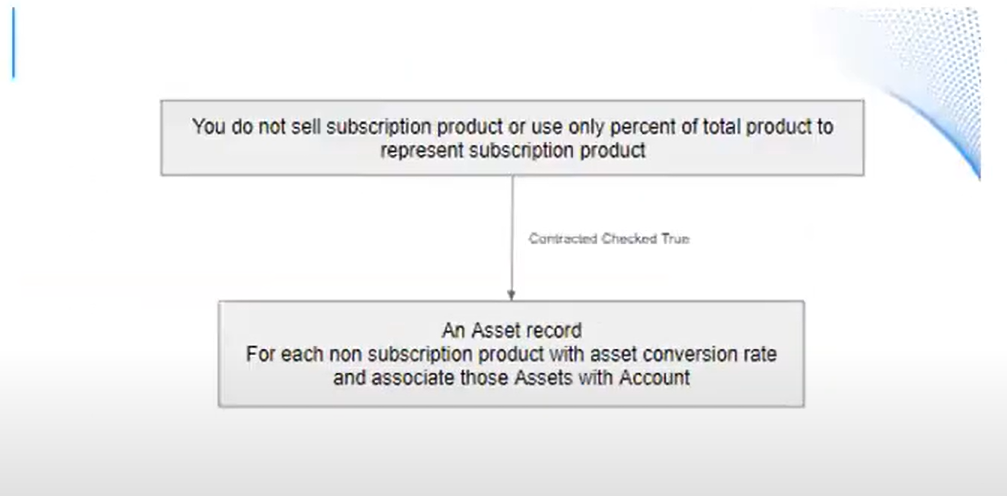 You do not sell subscription product or use only percent of total product to
represent subscription product
Contracted Checked True
An Asset record
For each non subscription product with asset conversion rate
and associate those Assets with Account